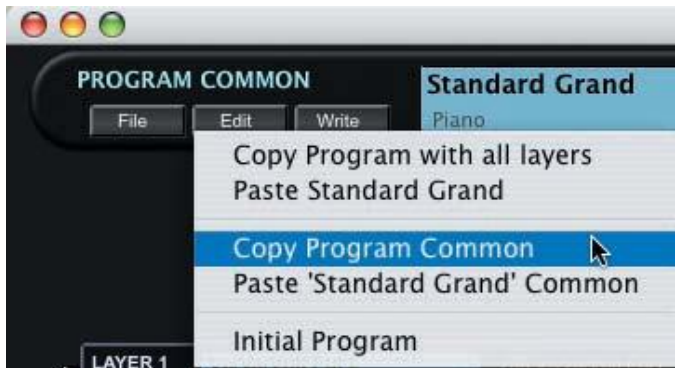 PROGRAM COMMON
Standard Grand
File Edit Write
Piano
Copy Program with all layers
Paste Standard Grand
Copy Program Common
Paste 'Standard Grand' Common
Initial Program
LAYER 1